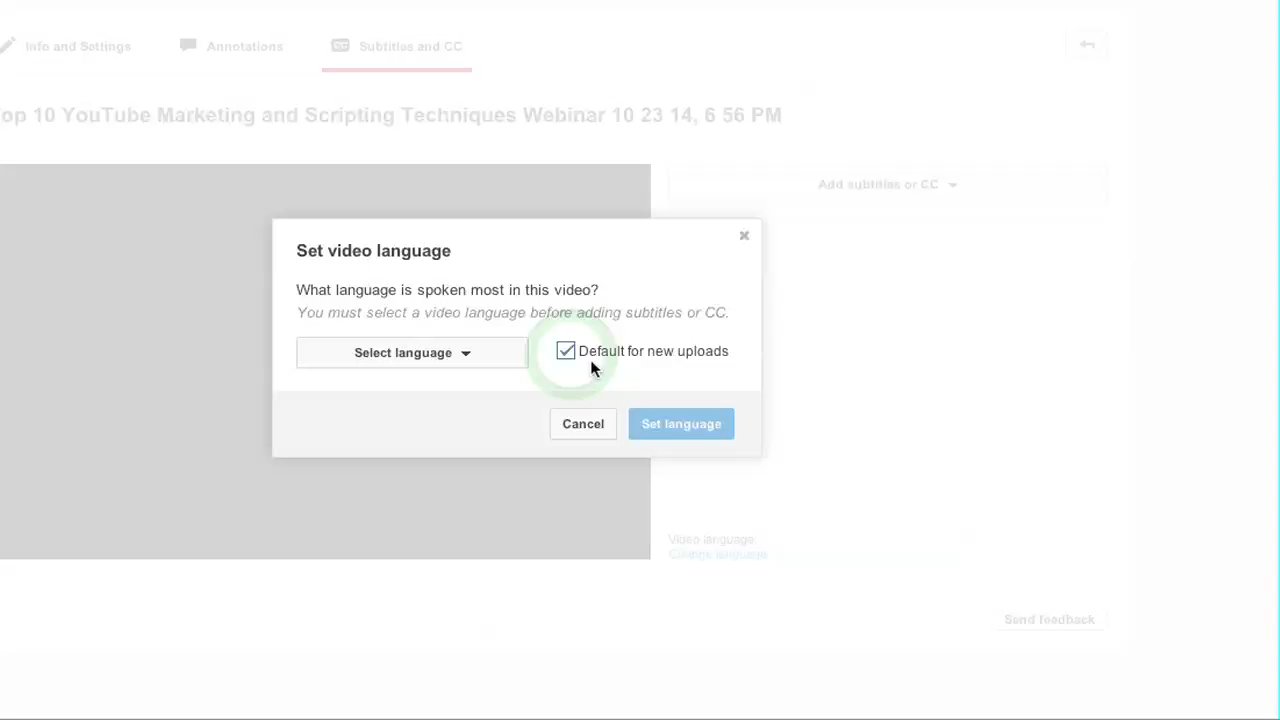 Info and Settings
Annotations
CC
Subtitles and CC
op 10 YouTube Marketing and Scripting Techniques Webinar 10 23 14, 6 56 PM
Add subtitles or CC
Set video language
What language is spoken most in this video?
You must select a video language before adding subtitles or CC.
Select language
Default for new uploads
Cancel
Set language
Video language
Change language
Send feedback